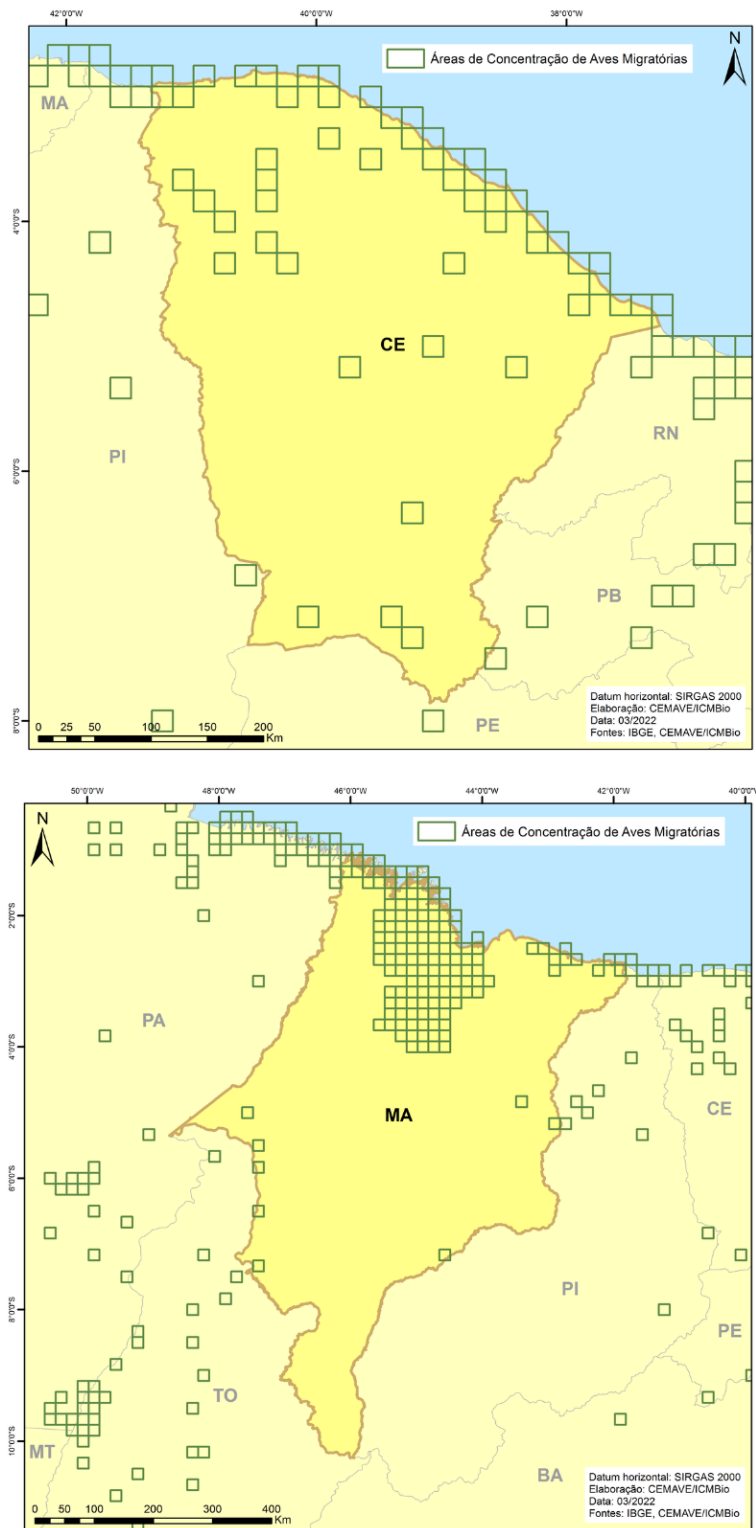 42°0'0"W 40°0'0"W 38°0'0"W
N
Áreas de Concentração de Aves Migratórias
MA
4°0'0"S
CE
RN
PI
6°0'0"S
PB
Datum horizontal: SIRGAS 2000
Elaboração: CEMAVE/ICMBio
Data: 03/2022
Fontes: IBGE, CEMAVE/ICMBio
8°0'0"S
PE
0 25 50 100 150 200
Km
50°0'0"W 48°0'0"W 46°0'0"W 44°0'0"W 42°0'0"W 40°0'0"W
N
Áreas de Concentração de Aves Migratórias
2°0'0"S
PA
4°0'0"S
CE
MA
6°0'0"S
PI
8°0'0"S
PE
TO
10°0'0"S
MT
BA
Datum horizontal: SIRGAS 2000
Elaboração: CEMAVE/ICMBio
Data: 03/2022
Fontes: IBGE, CEMAVE/ICMBio
0 50 100 200 300 400
Km